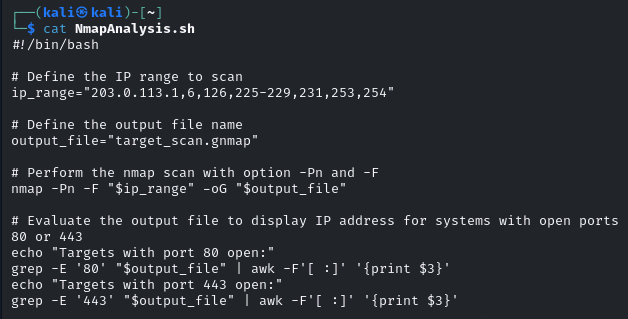 ┌──(kali㉿kali)-[~]
└─$ cat NmapAnalysis.sh
#!/bin/bash

# Define the IP range to scan
ip_range="203.0.113.1,6,126,225-229,231,253,254"

# Define the output file name
output_file="target_scan.gnmap"

# Perform the nmap scan with option -Pn and -F
nmap -Pn -F "$ip_range" -oG "$output_file"

# Evaluate the output file to display IP address for systems with open ports
80 or 443
echo "Targets with port 80 open:"
grep -E '80' "$output_file" | awk -F'[ :]' '{print $3}'
echo "Targets with port 443 open:"
grep -E '443' "$output_file" | awk -F'[ :]' '{print $3}'